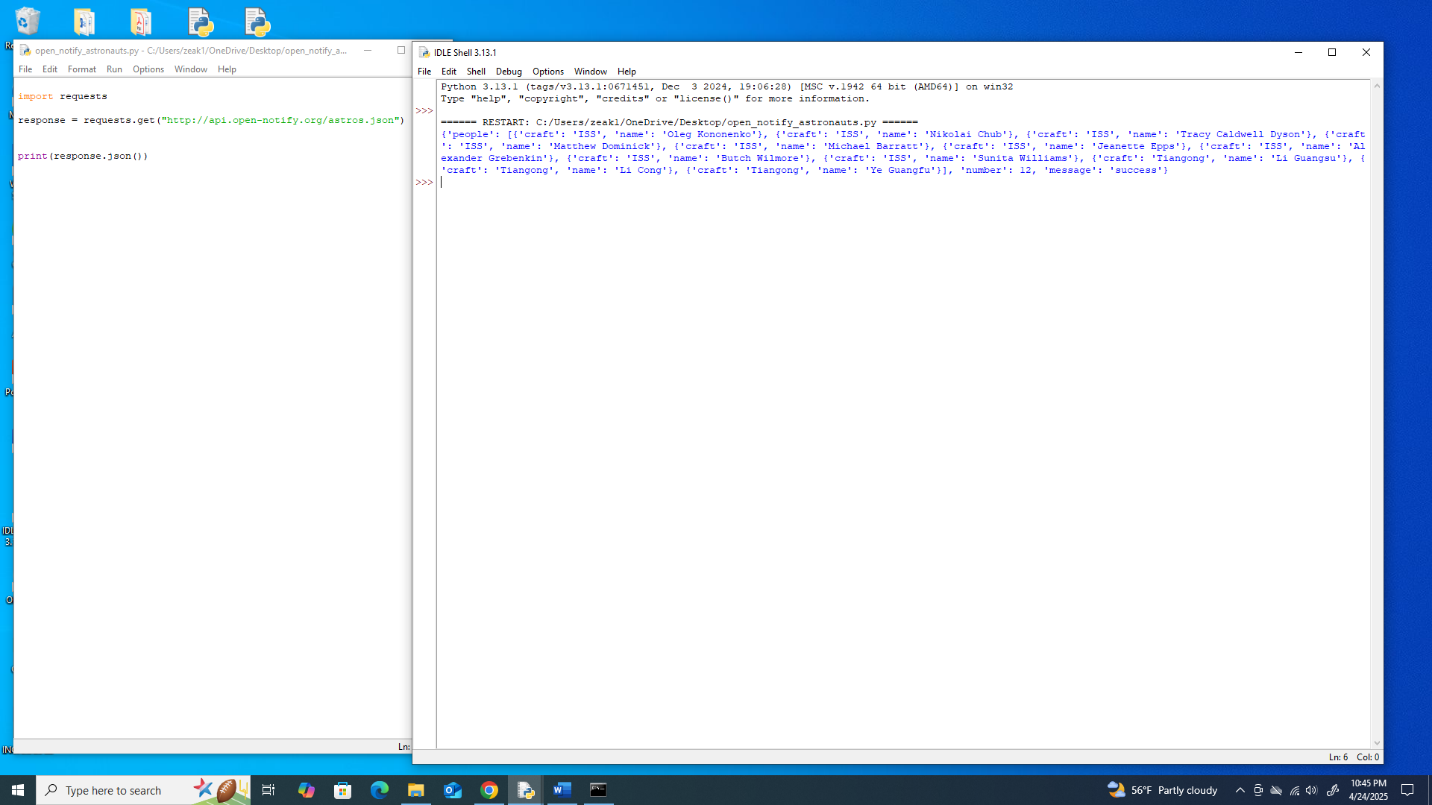 open_notify_astronauts.py - C:/Users/zeak1/OneDrive/Desktop/open_notify_a...
File Edit Format Run Options Window Help
import requests
response = requests.get("http://api.open-notify.org/astros.json")
print(response.json())
Ln:
IDLE Shell 3.13.1
File Edit Shell Debug Options Window Help
Python 3.13.1 (tags/v3.13.1:0671451, Dec  3 2024, 19:06:28) [MSC v.1942 64 bit (AMD64)] on win32
Type "help", "copyright", "credits" or "license()" for more information.
>>>
====== RESTART: C:/Users/zeak1/OneDrive/Desktop/open_notify_astronauts.py ======
{'people': [{'craft': 'ISS', 'name': 'Oleg Kononenko'}, {'craft': 'ISS', 'name': 'Nikolai Chub'}, {'craft': 'ISS', 'name': 'Tracy Caldwell Dyson'}, {'craft
': 'ISS', 'name': 'Matthew Dominick'}, {'craft': 'ISS', 'name': 'Michael Barratt'}, {'craft': 'ISS', 'name': 'Jeanette Epps'}, {'craft': 'ISS', 'name': 'Al
exander Grebenkin'}, {'craft': 'ISS', 'name': 'Butch Wilmore'}, {'craft': 'ISS', 'name': 'Sunita Williams'}, {'craft': 'Tiangong', 'name': 'Li Guangsu'}, {
'craft': 'Tiangong', 'name': 'Li Cong'}, {'craft': 'Tiangong', 'name': 'Ye Guangfu'}], 'number': 12, 'message': 'success'}
>>>
Ln: 6 Col: 0
Type here to search
56°F Partly cloudy
10:45 PM
4/24/2025